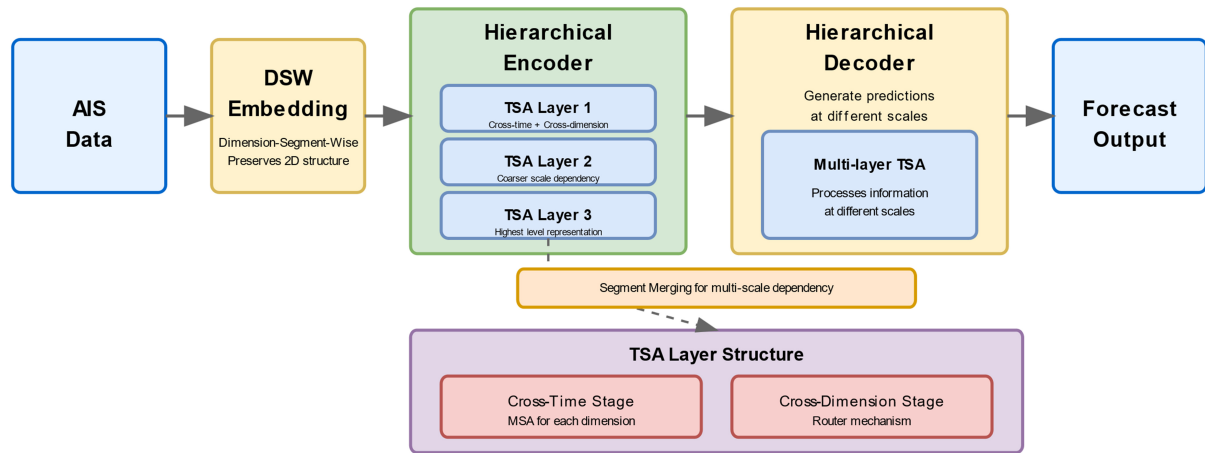 AIS
Data
DSW
Embedding
Dimension-Segment-Wise
Preserves 2D structure
Hierarchical
Encoder
TSA Layer 1
Cross-time + Cross-dimension
TSA Layer 2
Coarser scale dependency
TSA Layer 3
Highest level representation
Hierarchical
Decoder
Generate predictions
at different scales
Multi-layer TSA
Processes information
at different scales
Forecast
Output
Segment Merging for multi-scale dependency
TSA Layer Structure
Cross-Time Stage
MSA for each dimension
Cross-Dimension Stage
Router mechanism